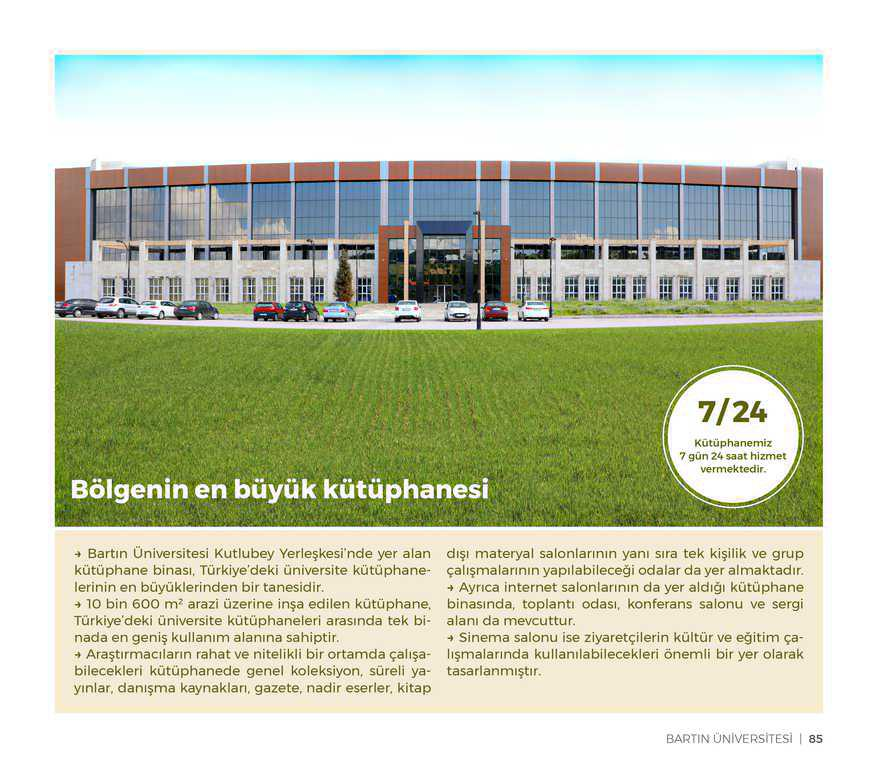 7/24
Kütüphanemiz
7 gün 24 saat hizmet
vermektedir.
Bölgenin en büyük kütüphanesi
→ Bartın Üniversitesi Kutlubey Yerleşkesi’nde yer alan
kütüphane binası, Türkiye’deki üniversite kütüphane-
lerinin en büyüklerinden bir tanesidir.
→ 10 bin 600 m² arazi üzerine inşa edilen kütüphane,
Türkiye’deki üniversite kütüphaneleri arasında tek bi-
nada en geniş kullanım alanına sahiptir.
→ Araştırmacıların rahat ve nitelikli bir ortamda çalışa-
bilecekleri kütüphanede genel koleksiyon, süreli ya-
yınlar, danışma kaynakları, gazete, nadir eserler, kitap
dışı materyal salonlarının yanı sıra tek kişilik ve grup
çalışmalarının yapılabileceği odalar da yer almaktadır.
→ Ayrıca internet salonlarının da yer aldığı kütüphane
binasında, toplantı odası, konferans salonu ve sergi
alanı da mevcuttur.
→ Sinema salonu ise ziyaretçilerin kültür ve eğitim ça-
lışmalarında kullanılabilecekleri önemli bir yer olarak
tasarlanmıştır.
BARTIN ÜNİVERSİTESİ | 85